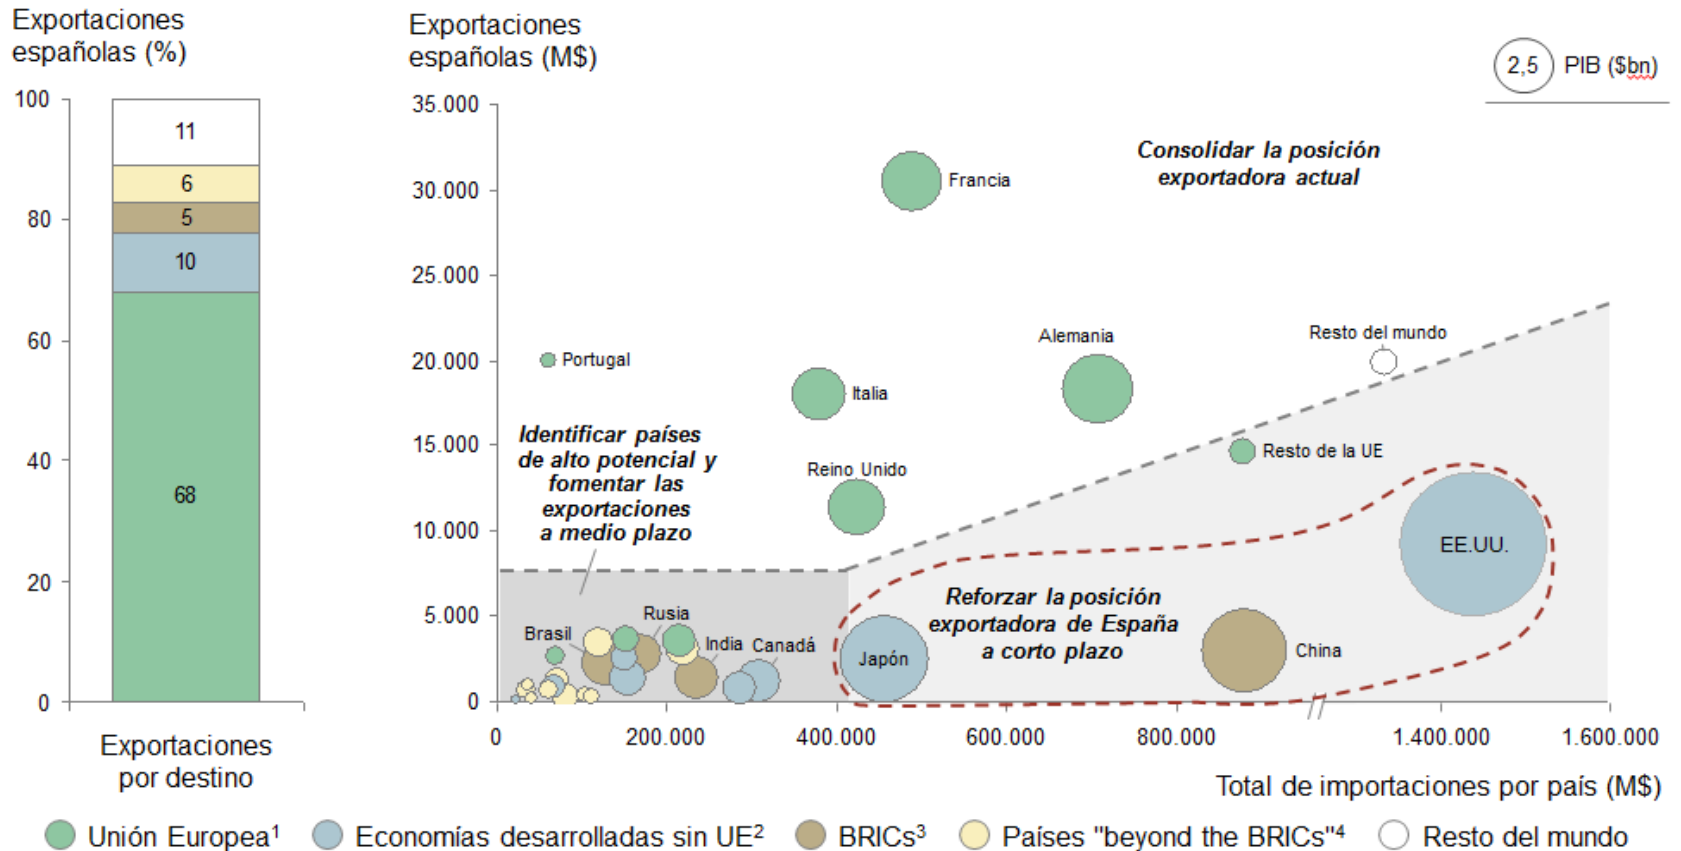 Exportaciones
españolas (%)
100
80
60
40
20
0
11
6
5
10
68
Exportaciones
por destino
Exportaciones
españolas (M$)
2,5 PIB ($bn)
35.000
30.000
25.000
20.000
15.000
10.000
5.000
0
Consolidar la posición
exportadora actual
Francia
Alemania
Resto del mundo
Portugal
Italia
Identificar países
de alto potencial y
fomentar las
exportaciones
a medio plazo
Reino Unido
Resto de la UE
EE.UU.
Reforzar la posición
exportadora de España
a corto plazo
Rusia
Brasil
India
Canadá
Japón
China
0
200.000
400.000
600.000
800.000
1.400.000
1.600.000
Total de importaciones por país (M$)
Unión Europea¹
Economías desarrolladas sin UE²
BRICs³
Países "beyond the BRICs"⁴
Resto del mundo